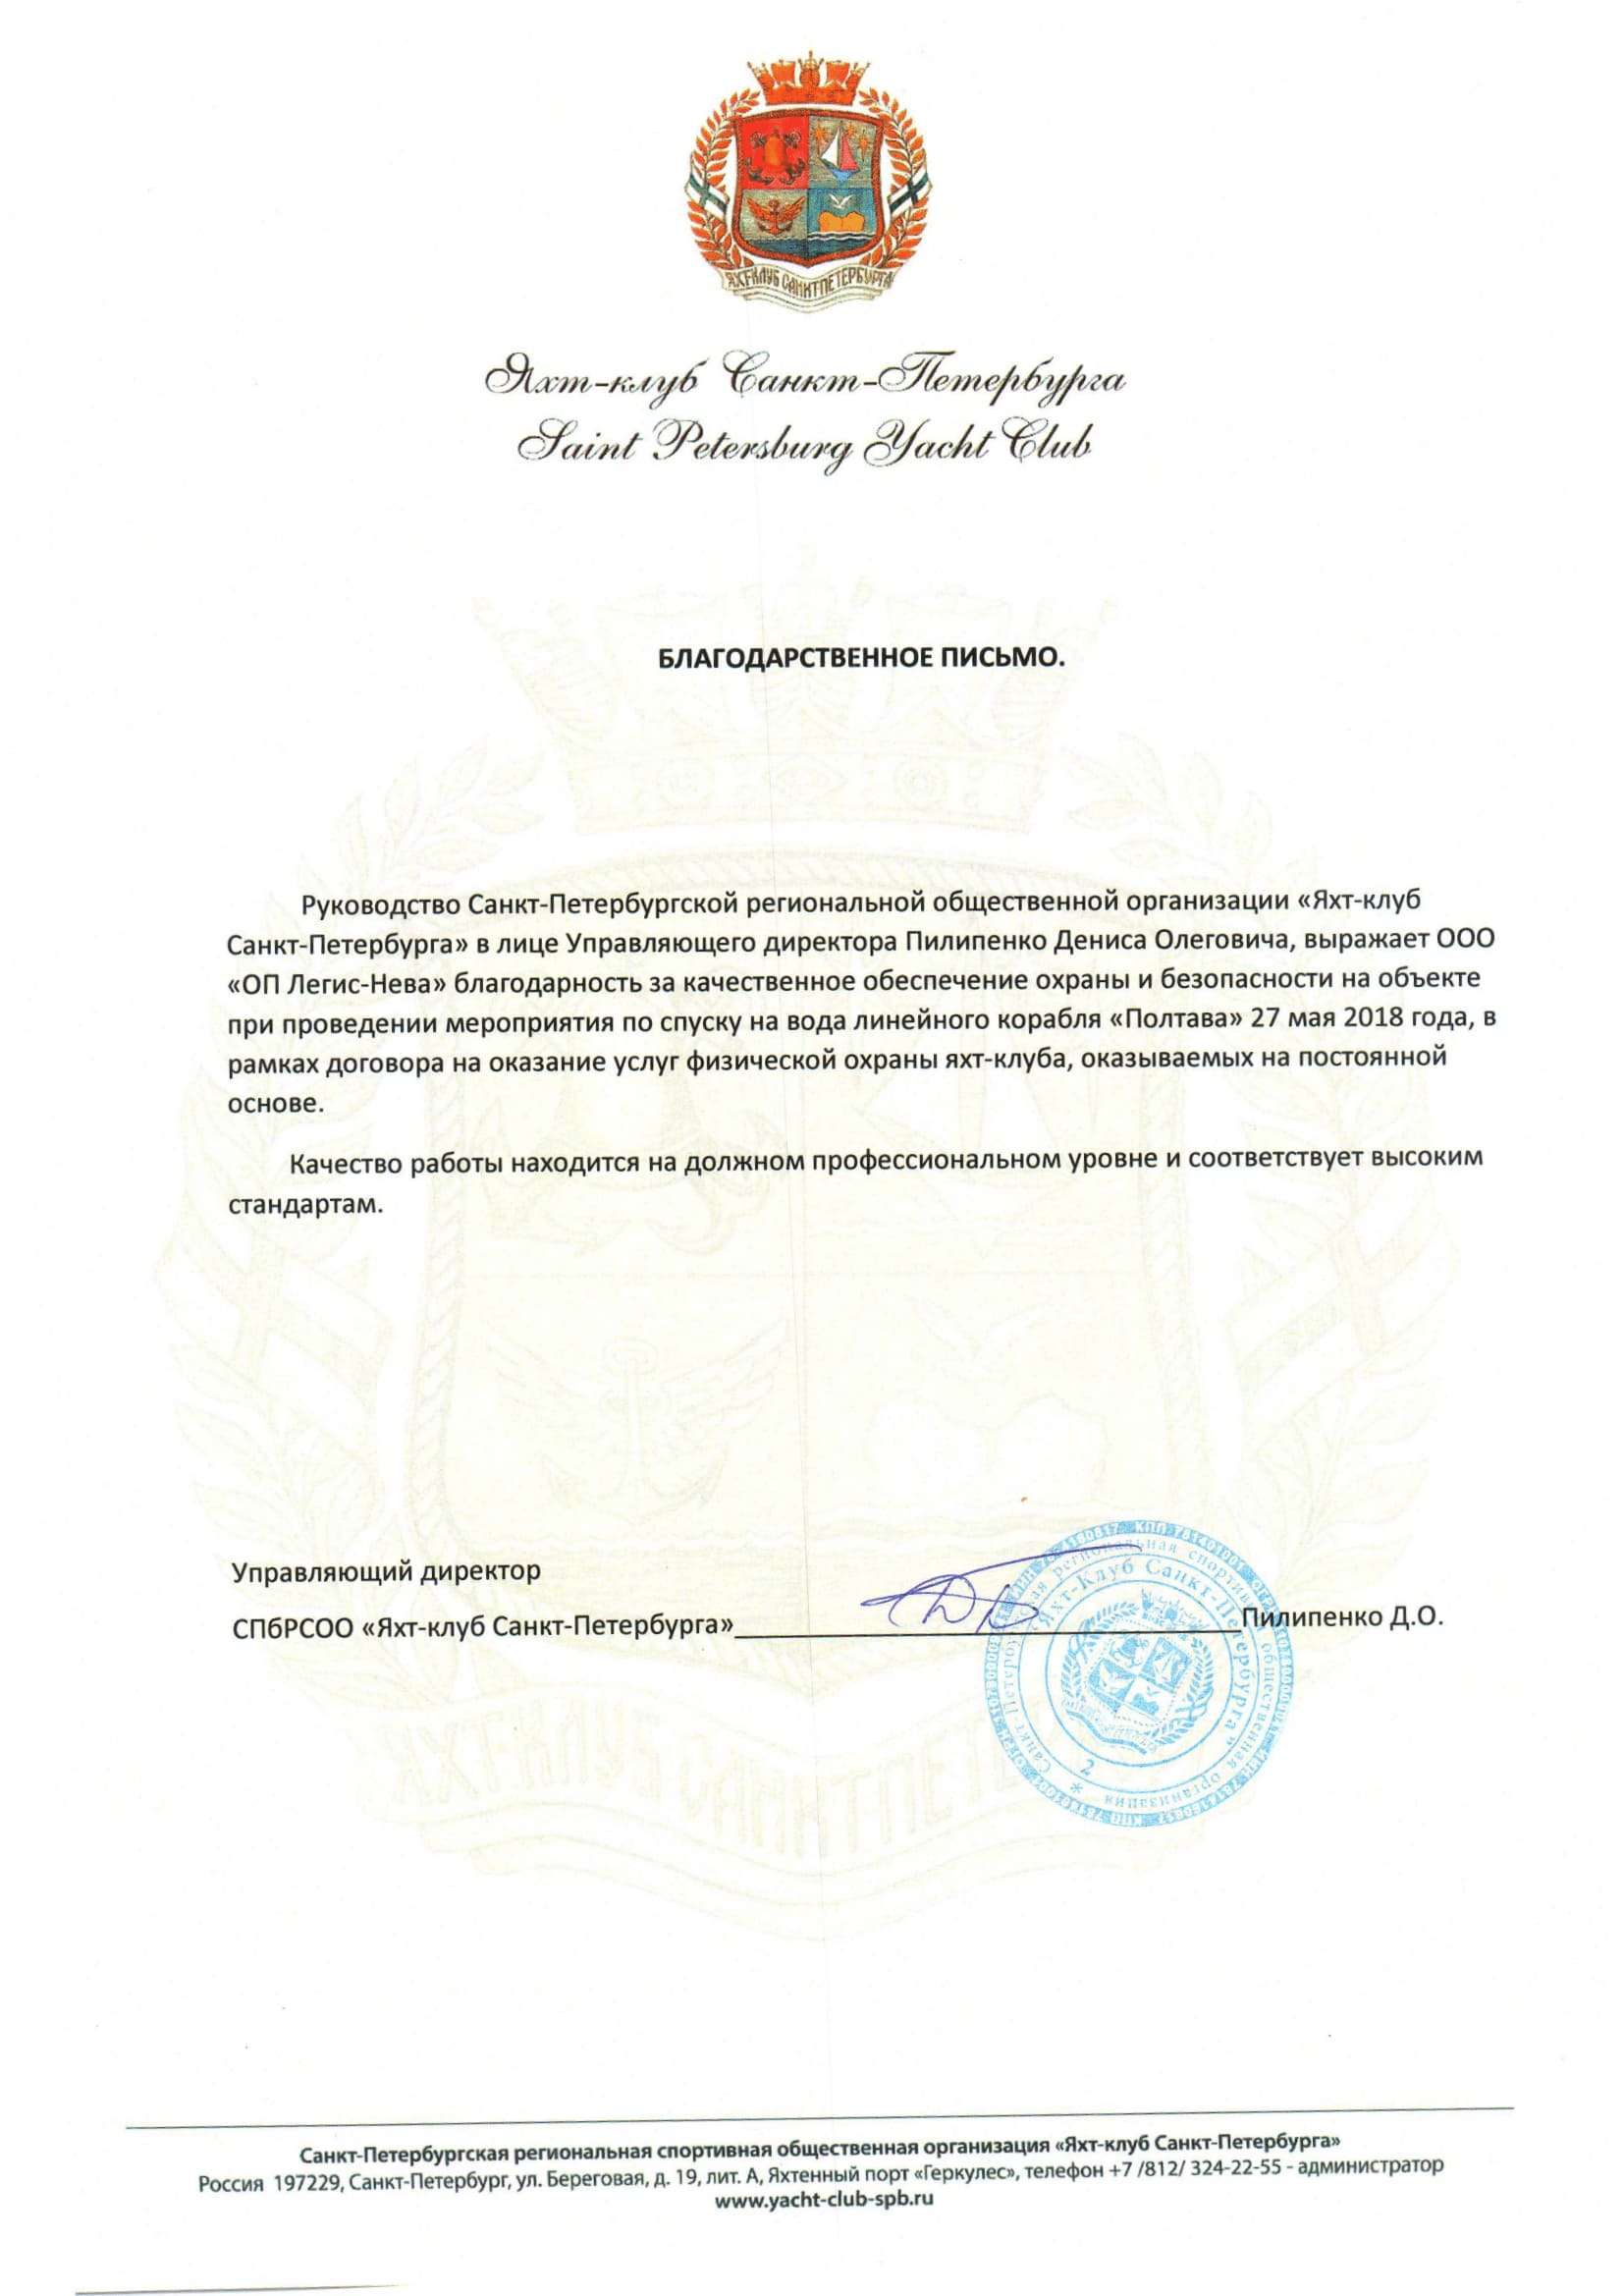 ЯХТ-КЛУБ САНКТ-ПЕТЕРБУРГА
Яхт-клуб Санкт-Петербурга
Saint Petersburg Yacht Club
БЛАГОДАРСТВЕННОЕ ПИСЬМО.
Руководство Санкт-Петербургской региональной общественной организации «Яхт-клуб
Санкт-Петербурга» в лице Управляющего директора Пилипенко Дениса Олеговича, выражает ООО
«ОП Легис-Нева» благодарность за качественное обеспечение охраны и безопасности на объекте
при проведении мероприятия по спуску на вода линейного корабля «Полтава» 27 мая 2018 года, в
рамках договора на оказание услуг физической охраны яхт-клуба, оказываемых на постоянной
основе.
Качество работы находится на должном профессиональном уровне и соответствует высоким
стандартам.
Управляющий директор
СПбРСОО «Яхт-клуб Санкт-Петербурга» Пилипенко Д.О.
Санкт-Петербургская региональная спортивная общественная организация
"Яхт-Клуб Санкт-Петербурга"
2
Санкт-Петербургская региональная спортивная общественная организация «Яхт-клуб Санкт-Петербурга»
Россия 197229, Санкт-Петербург, ул. Береговая, д. 19, лит. А, Яхтенный порт «Геркулес», телефон +7 /812/ 324-22-55 - администратор
www.yacht-club-spb.ru